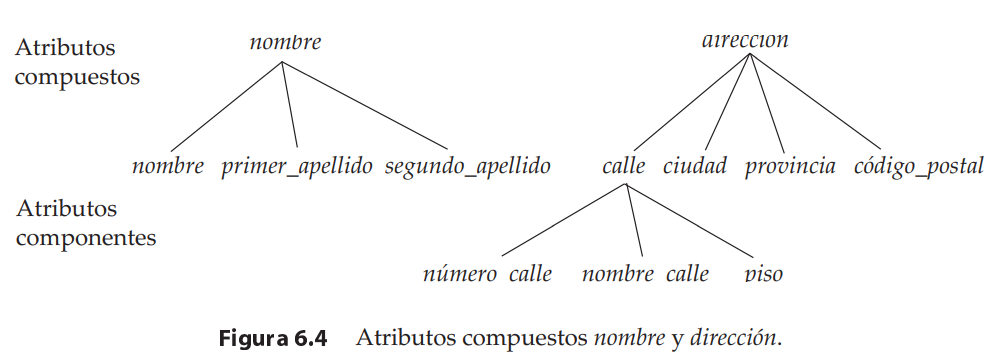 Atributos
compuestos
nombre
dirección
nombre primer_apellido segundo_apellido
calle ciudad provincia código_postal
Atributos
componentes
número calle nombre calle piso
Figura 6.4 Atributos compuestos nombre y dirección.